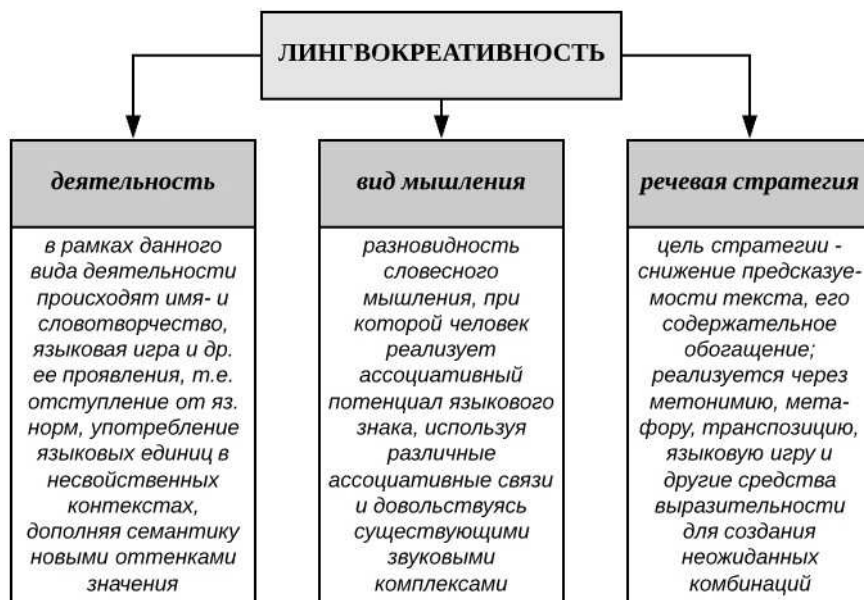 ЛИНГВОКРЕАТИВНОСТЬ
деятельность
в рамках данного
вида деятельности
происходят имя- и
словотворчество,
языковая игра и др.
ее проявления, т.е.
отступление от яз.
норм, употребление
языковых единиц в
несвойственных
контекстах,
дополняя семантику
новыми оттенками
значения
вид мышления
разновидность
словесного
мышления, при
которой человек
реализует
ассоциативный
потенциал языкового
знака, используя
различные
ассоциативные связи
и довольствуясь
существующими
звуковыми
комплексами
речевая стратегия
цель стратегии -
снижение предсказуе-
мости текста, его
содержательное
обогащение;
реализуется через
метонимию, мета-
фору, транспозицию,
языковую игру и
другие средства
выразительности
для создания
неожиданных
комбинаций